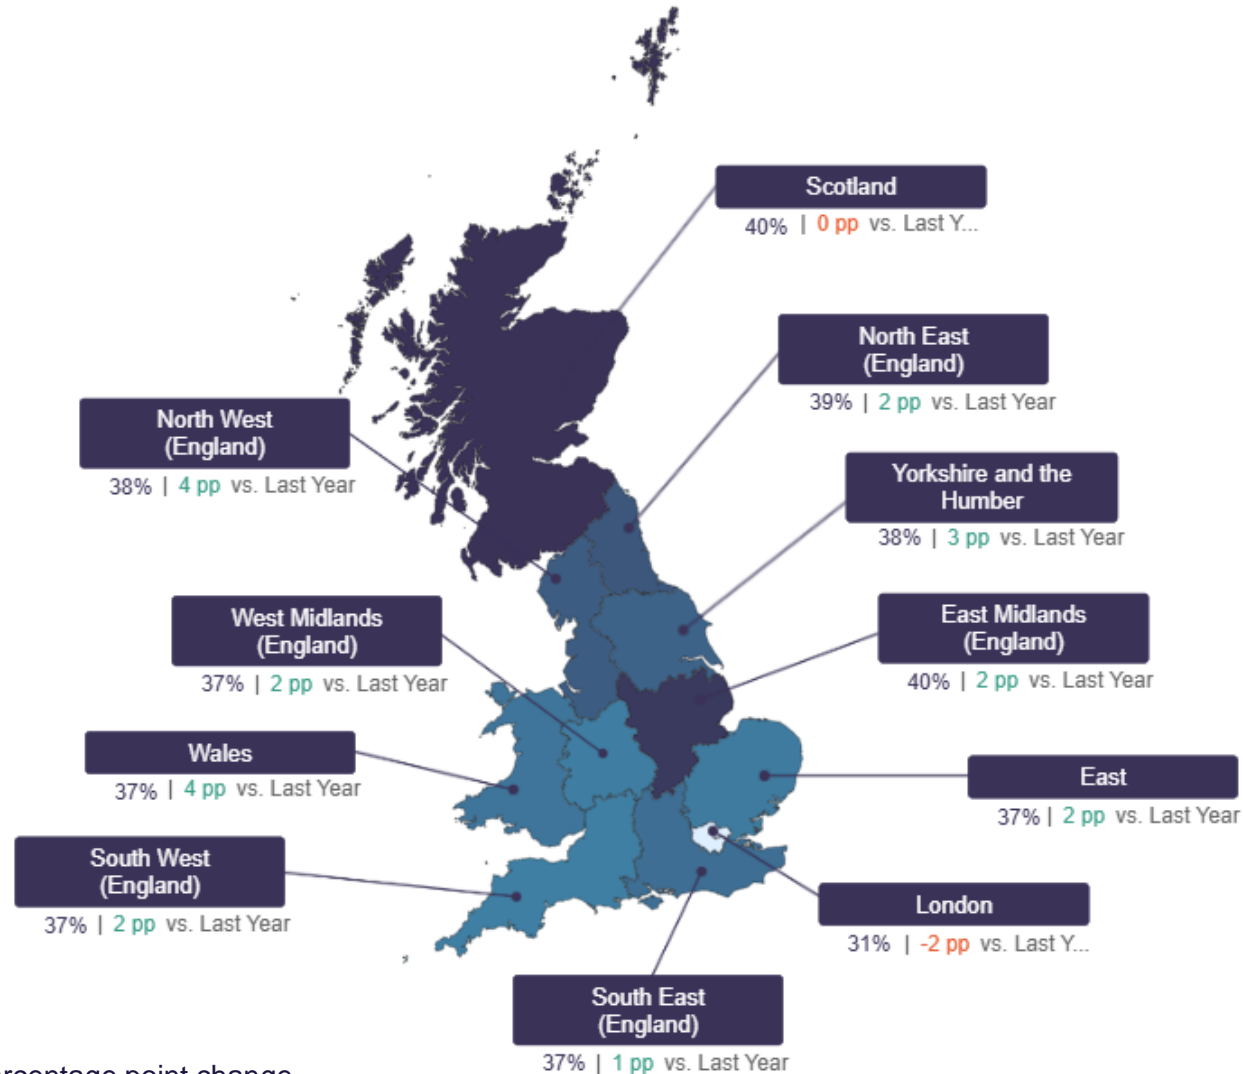 Scotland
40% | 0 pp vs. Last Y...
North East
(England)
39% | 2 pp vs. Last Year
North West
(England)
38% | 4 pp vs. Last Year
Yorkshire and the
Humber
38% | 3 pp vs. Last Year
West Midlands
(England)
37% | 2 pp vs. Last Year
East Midlands
(England)
40% | 2 pp vs. Last Year
Wales
37% | 4 pp vs. Last Year
East
37% | 2 pp vs. Last Year
South West
(England)
37% | 2 pp vs. Last Year
London
31% | -2 pp vs. Last Y...
South East
(England)
37% | 1 pp vs. Last Year
point change